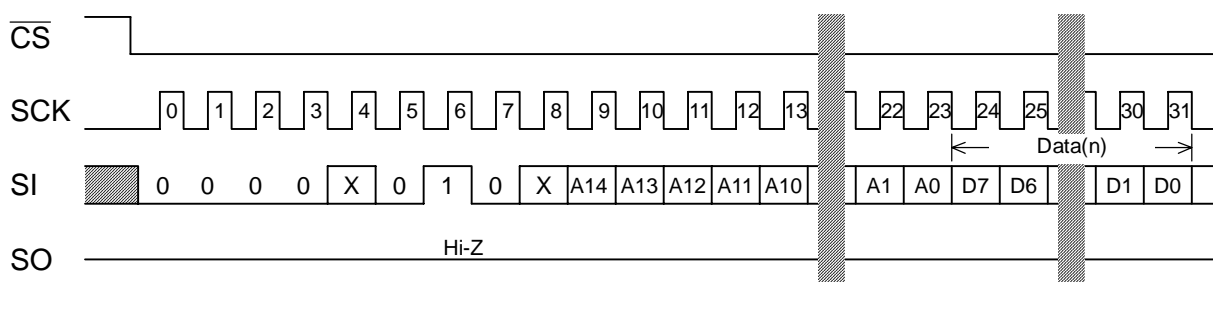 CS
SCK 0 1 2 3 4 5 6 7 8 9 10 11 12 13 22 23 24 25 30 31
Data(n)
SI 0 0 0 0 X 0 1 0 X A14 A13 A12 A11 A10 A1 A0 D7 D6 D1 D0
Hi-Z
SO